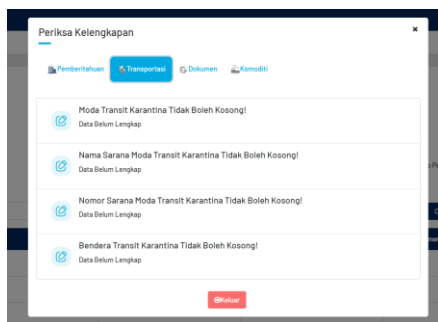 Periksa Kelengkapan
×
Pemberitahuan Transportasi Dokumen Komoditi
Moda Transit Karantina Tidak Boleh Kosong!
Data Belum Lengkap
Nama Sarana Moda Transit Karantina Tidak Boleh Kosong!
Data Belum Lengkap
Nomor Sarana Moda Transit Karantina Tidak Boleh Kosong!
Data Belum Lengkap
Bendera Transit Karantina Tidak Boleh Kosong!
Data Belum Lengkap
Keluar